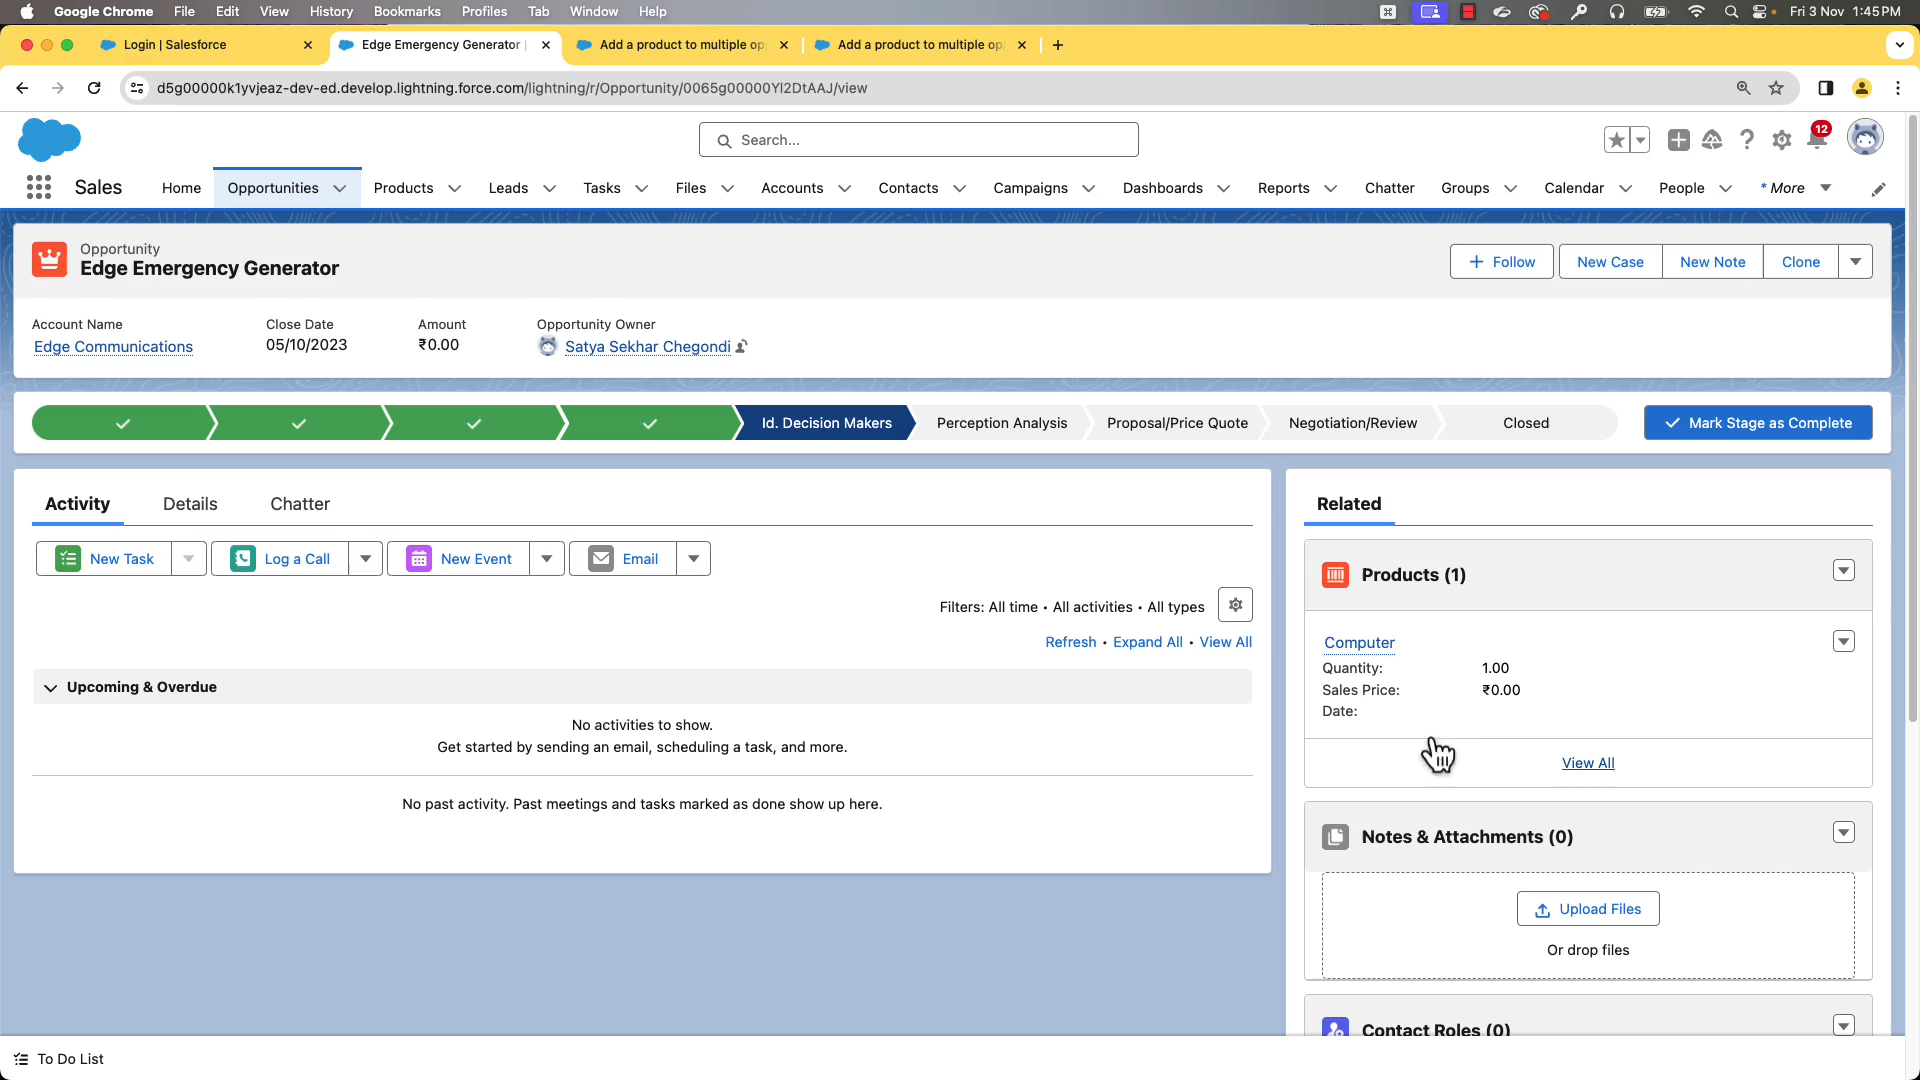 Google Chrome File Edit View History Bookmarks Profiles Tab Window Help Fri 3 Nov 1:45 PM
Login | Salesforce Edge Emergency Generator | Add a product to multiple op Add a product to multiple op
d5g00000k1yvjeaz-dev-ed.develop.lightning.force.com/lightning/r/Opportunity/0065g00000Yl2DtAAJ/view
Search... 12
Sales Home Opportunities Products Leads Tasks Files Accounts Contacts Campaigns Dashboards Reports Chatter Groups Calendar People * More
Opportunity
Edge Emergency Generator
+ Follow New Case New Note Clone
Account Name Close Date Amount Opportunity Owner
Edge Communications 05/10/2023 ₹0.00 Satya Sekhar Chegondi
Id. Decision Makers Perception Analysis Proposal/Price Quote Negotiation/Review Closed Mark Stage as Complete
Activity Details Chatter
New Task Log a Call New Event Email
Filters: All time • All activities • All types
Refresh • Expand All • View All
Upcoming & Overdue
No activities to show.
Get started by sending an email, scheduling a task, and more.
No past activity. Past meetings and tasks marked as done show up here.
Related
Products (1)
Computer
Quantity: 1.00
Sales Price: ₹0.00
Date:
View All
Notes & Attachments (0)
Upload Files
Or drop files
Contact Roles (0)
To Do List